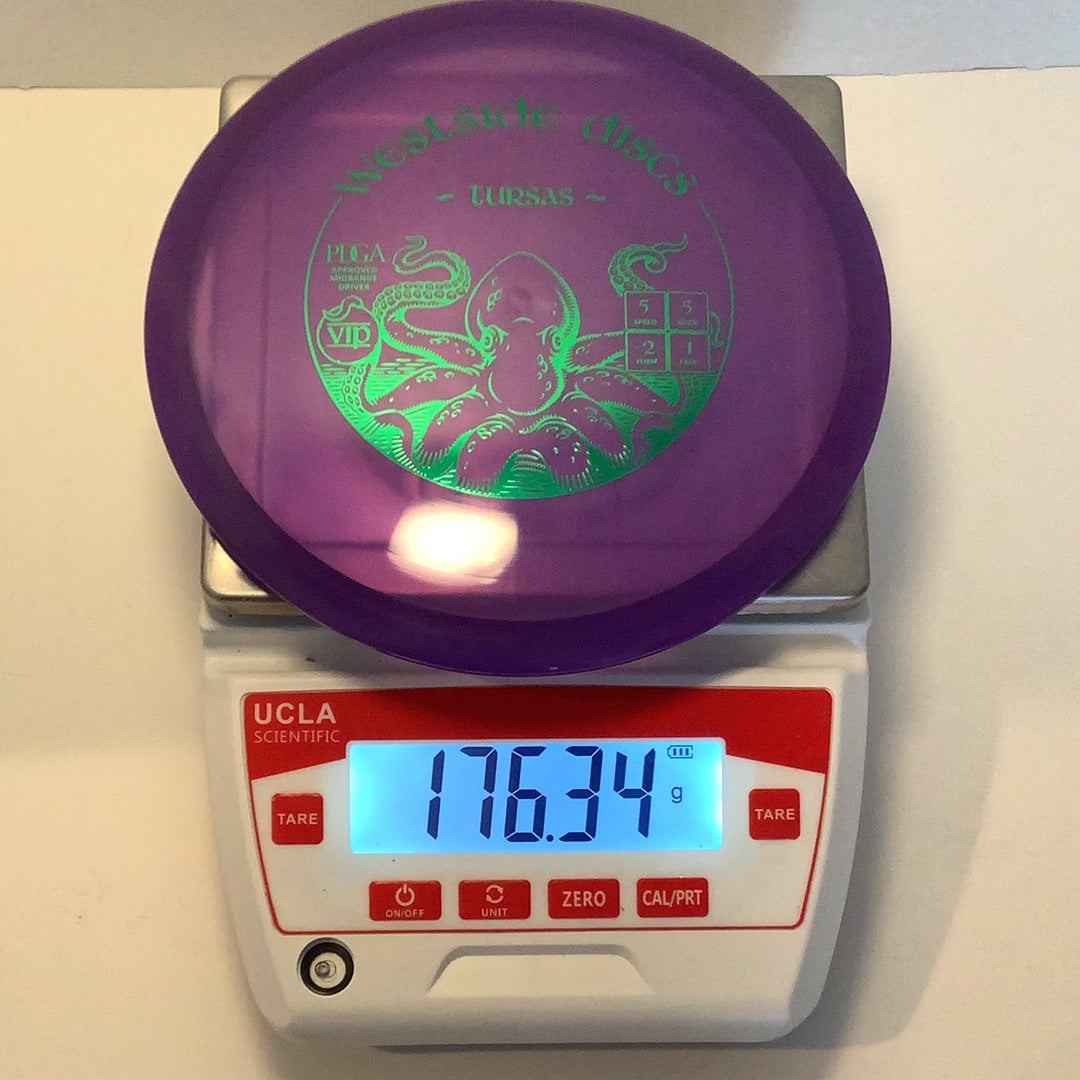 Westside discs
~ TURSAS ~
PDGA
APPROVED
MIDRANGE
DRIVER
VIP
5 5
SPEED GLIDE
-2 1
TURN FADE
UCLA
SCIENTIFIC
176.34 g
TARE
TARE
ON/OFF
UNIT
ZERO
CAL/PRT